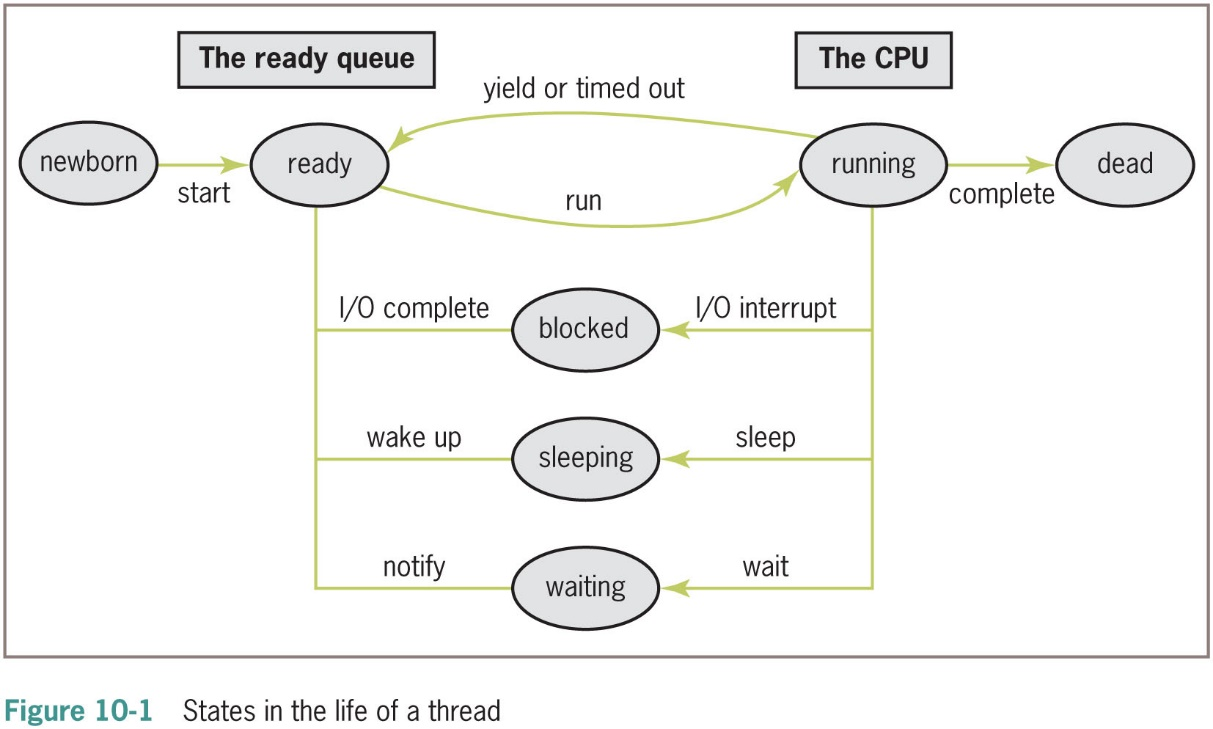 The ready queue
The CPU
yield or timed out
newborn
start
ready
run
running
complete
dead
I/O complete
blocked
I/O interrupt
wake up
sleeping
sleep
notify
waiting
wait
Figure 10-1 States in the life of a thread